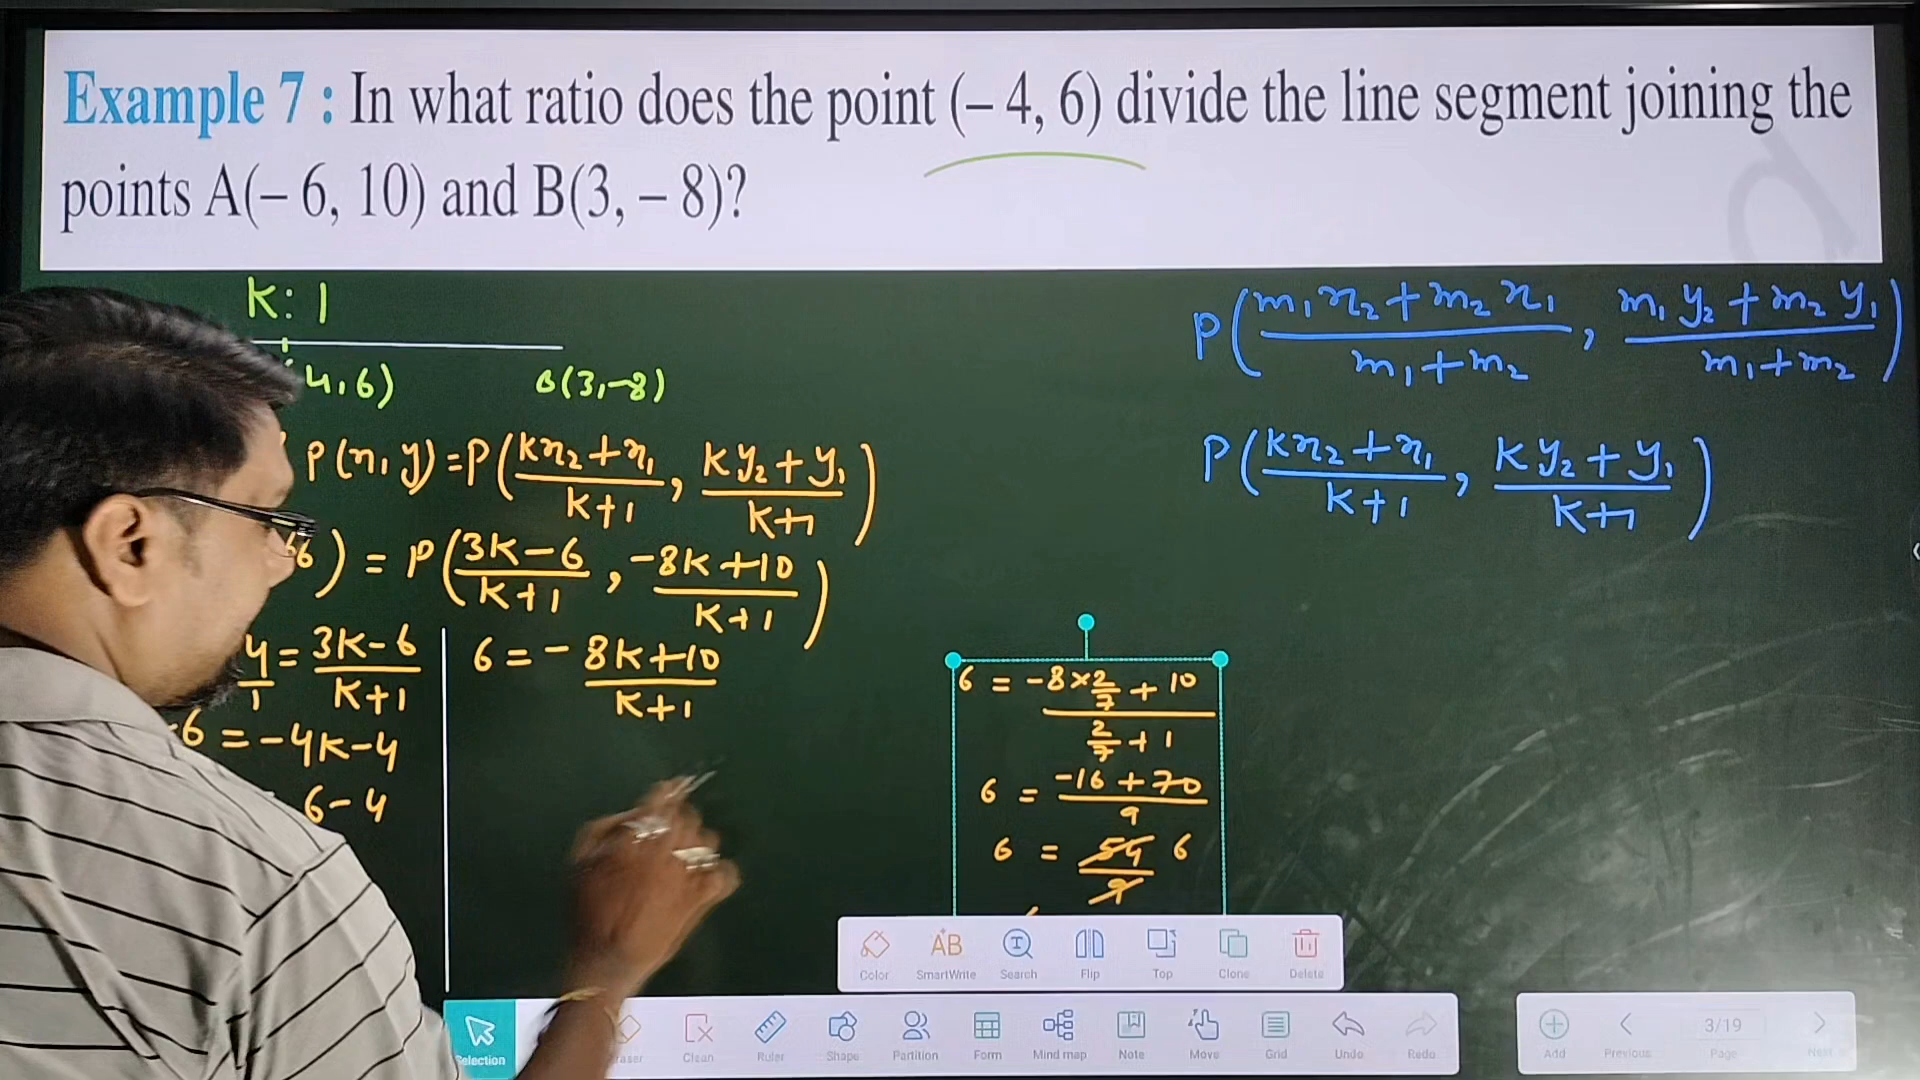 Example 7 : In what ratio does the point (– 4, 6) divide the line segment joining the
points A(– 6, 10) and B(3, – 8)?
K : 1
4,6)
B(3,-8)
P(x,y)=P(Kx₂+x₁/K+1, Ky₂+y₁/K+1)
6) = P(3K-6/K+1, -8K+10/K+1)
4/1 = 3K-6/K+1
-6 = -4K-4
6-4
6 = -8K+10/K+1
P(m₁x₂+m₂x₁/m₁+m₂, m₁y₂+m₂y₁/m₁+m₂)
P(Kx₂+x₁/K+1, Ky₂+y₁/K+1)
6 = -8×2/7+10 / 2/7+1
6 = -16+70/9
6 = 54/9 6
Color
SmartWrite
Search
Flip
Top
Clone
Delete
election
raser
Clean
Ruler
Shape
Partition
Form
Mind map
Note
Move
Grid
Undo
Redo
Add
Previous
3/19
Page
Next